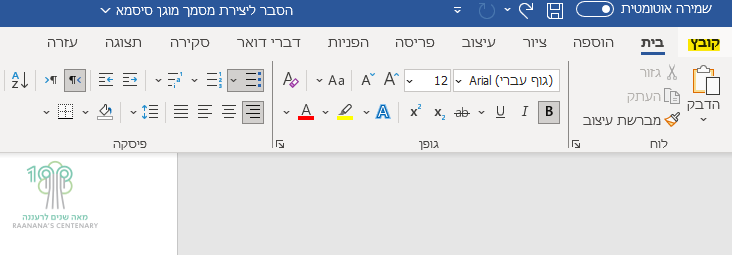 שמירה אוטומטית הסבר ליצירת מסמך מוגן סיסמא
קובץ בית הוספה ציור עיצוב פריסה הפניות דברי דואר סקירה תצוגה עזרה
הדבק
גזור
העתק
מברשת עיצוב
לוח
Arial (גוף עברי) 12 Aa A A A
B I U ab x₂ x² A A
גופן
פיסקה
100
מאה שנים לרעננה
RAANANA'S CENTENARY